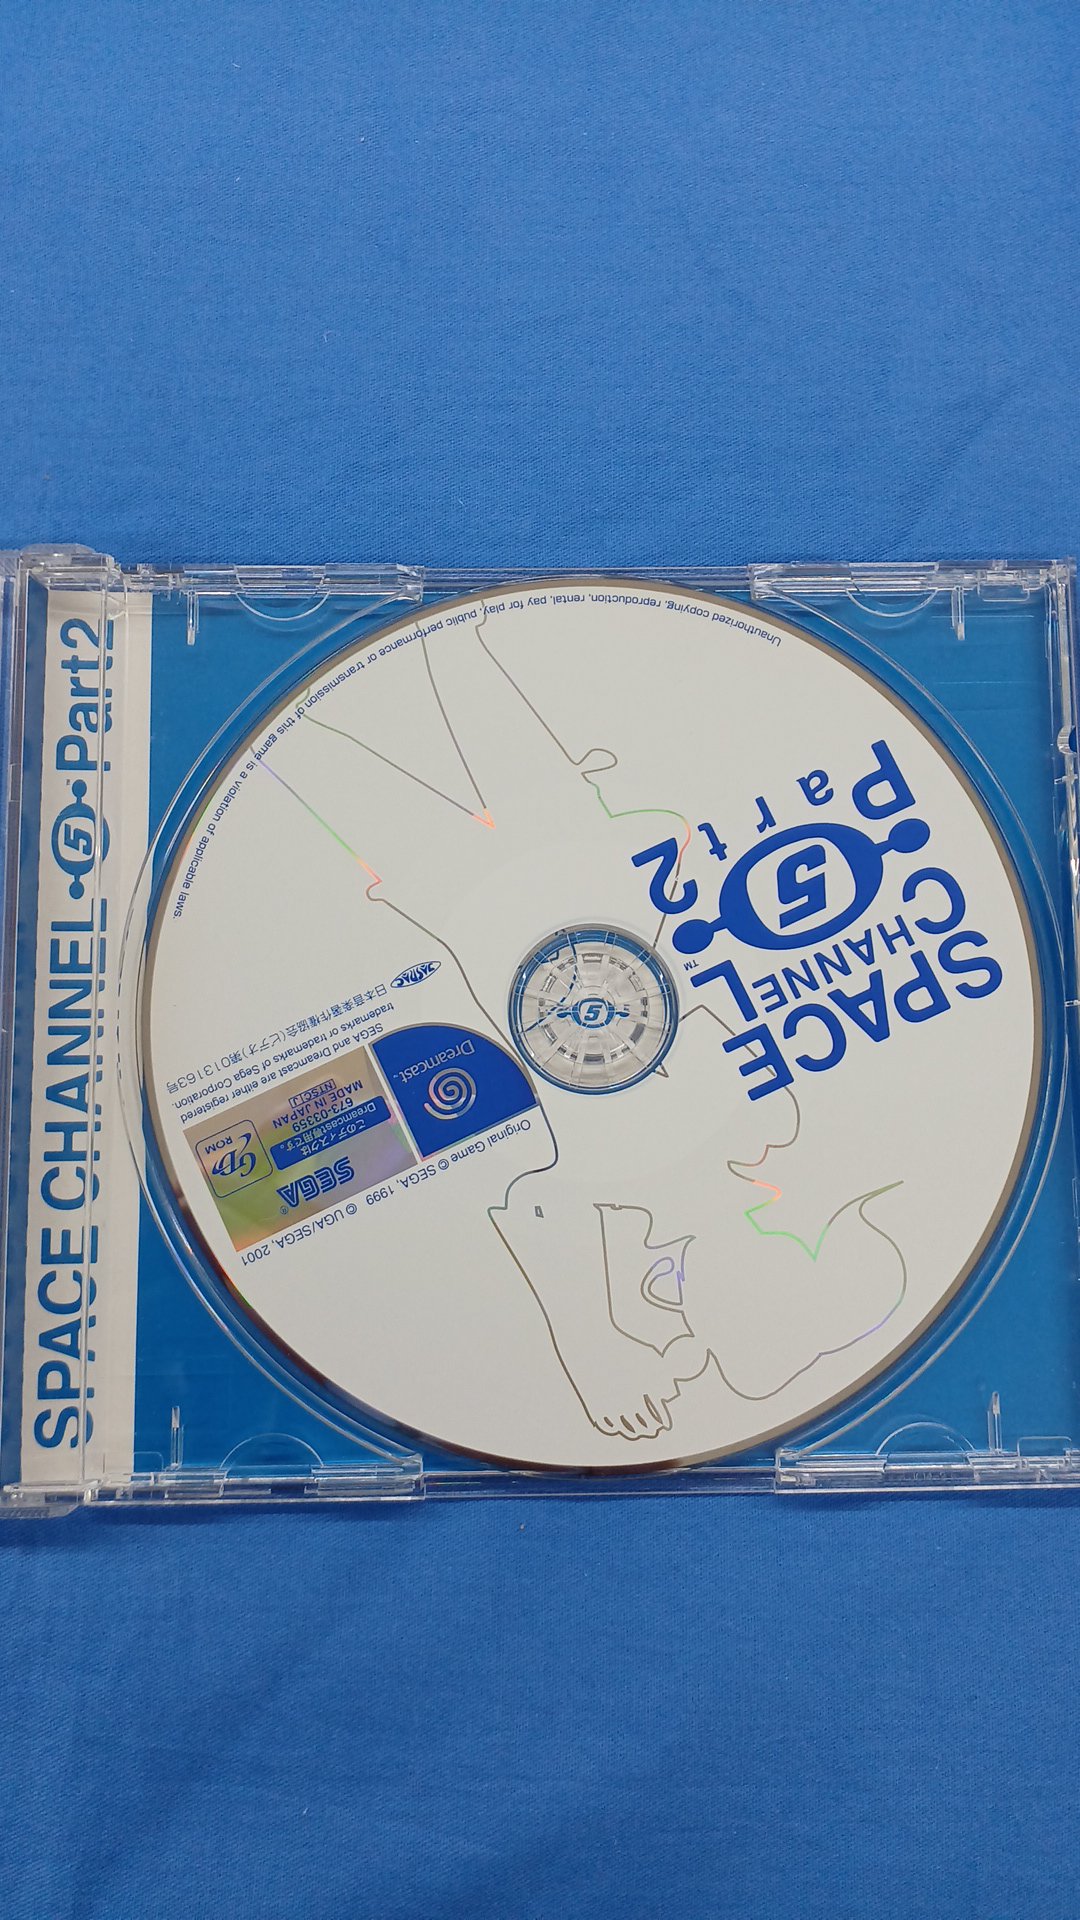 SPACE CHANNEL 5™ Part2
SPACE
CHANNEL
5
Part2
™
5
Dreamcast™
SEGA®
このディスクは
Dreamcast専用です。
673-03359
MADE IN JAPAN
NTSC/J
GD
ROM
Original Game © SEGA, 1999 © UGA/SEGA, 2001
SEGA and Dreamcast are either registered
trademarks or trademarks of Sega Corporation.
JASRAC
日本音楽著作権協会(ビデオ)第013163号
Unauthorized copying, reproduction, rental, pay for play, public performance or transmission of this game is a violation of applicable laws.